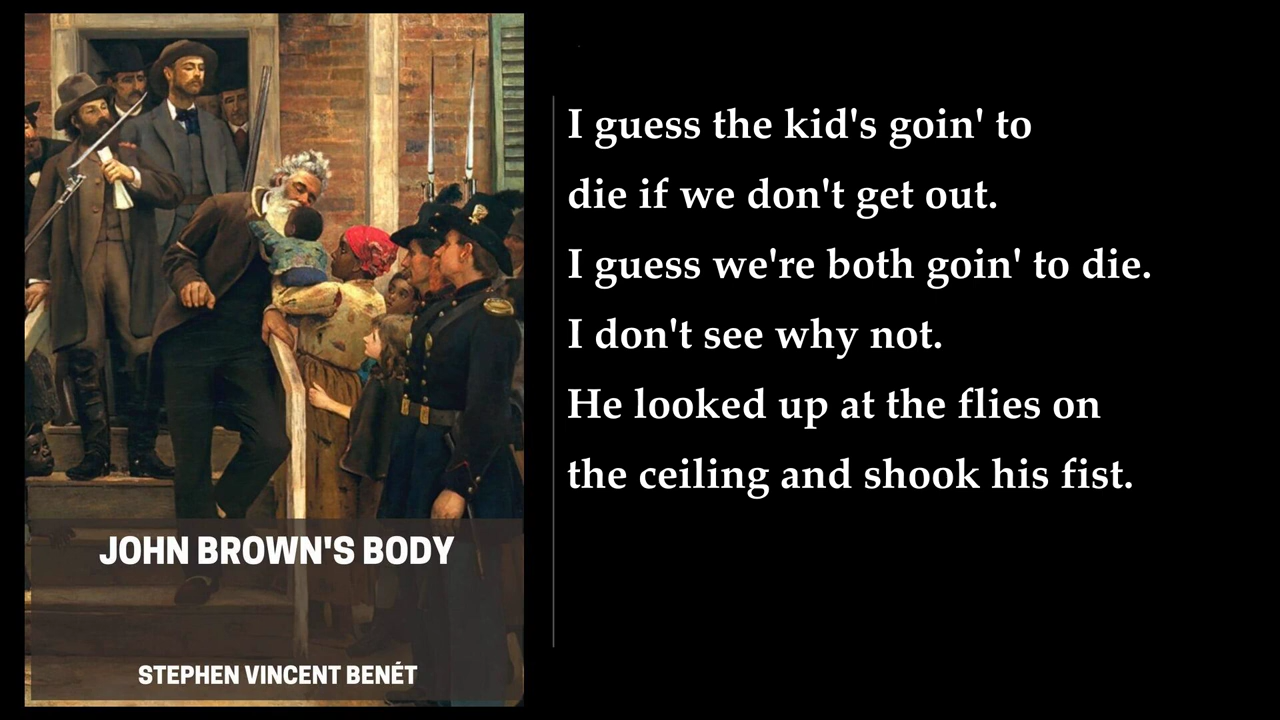 JOHN BROWN'S BODY
STEPHEN VINCENT BENÉT
I guess the kid's goin' to
die if we don't get out.
I guess we're both goin' to die.
I don't see why not.
He looked up at the flies on
the ceiling and shook his fist.